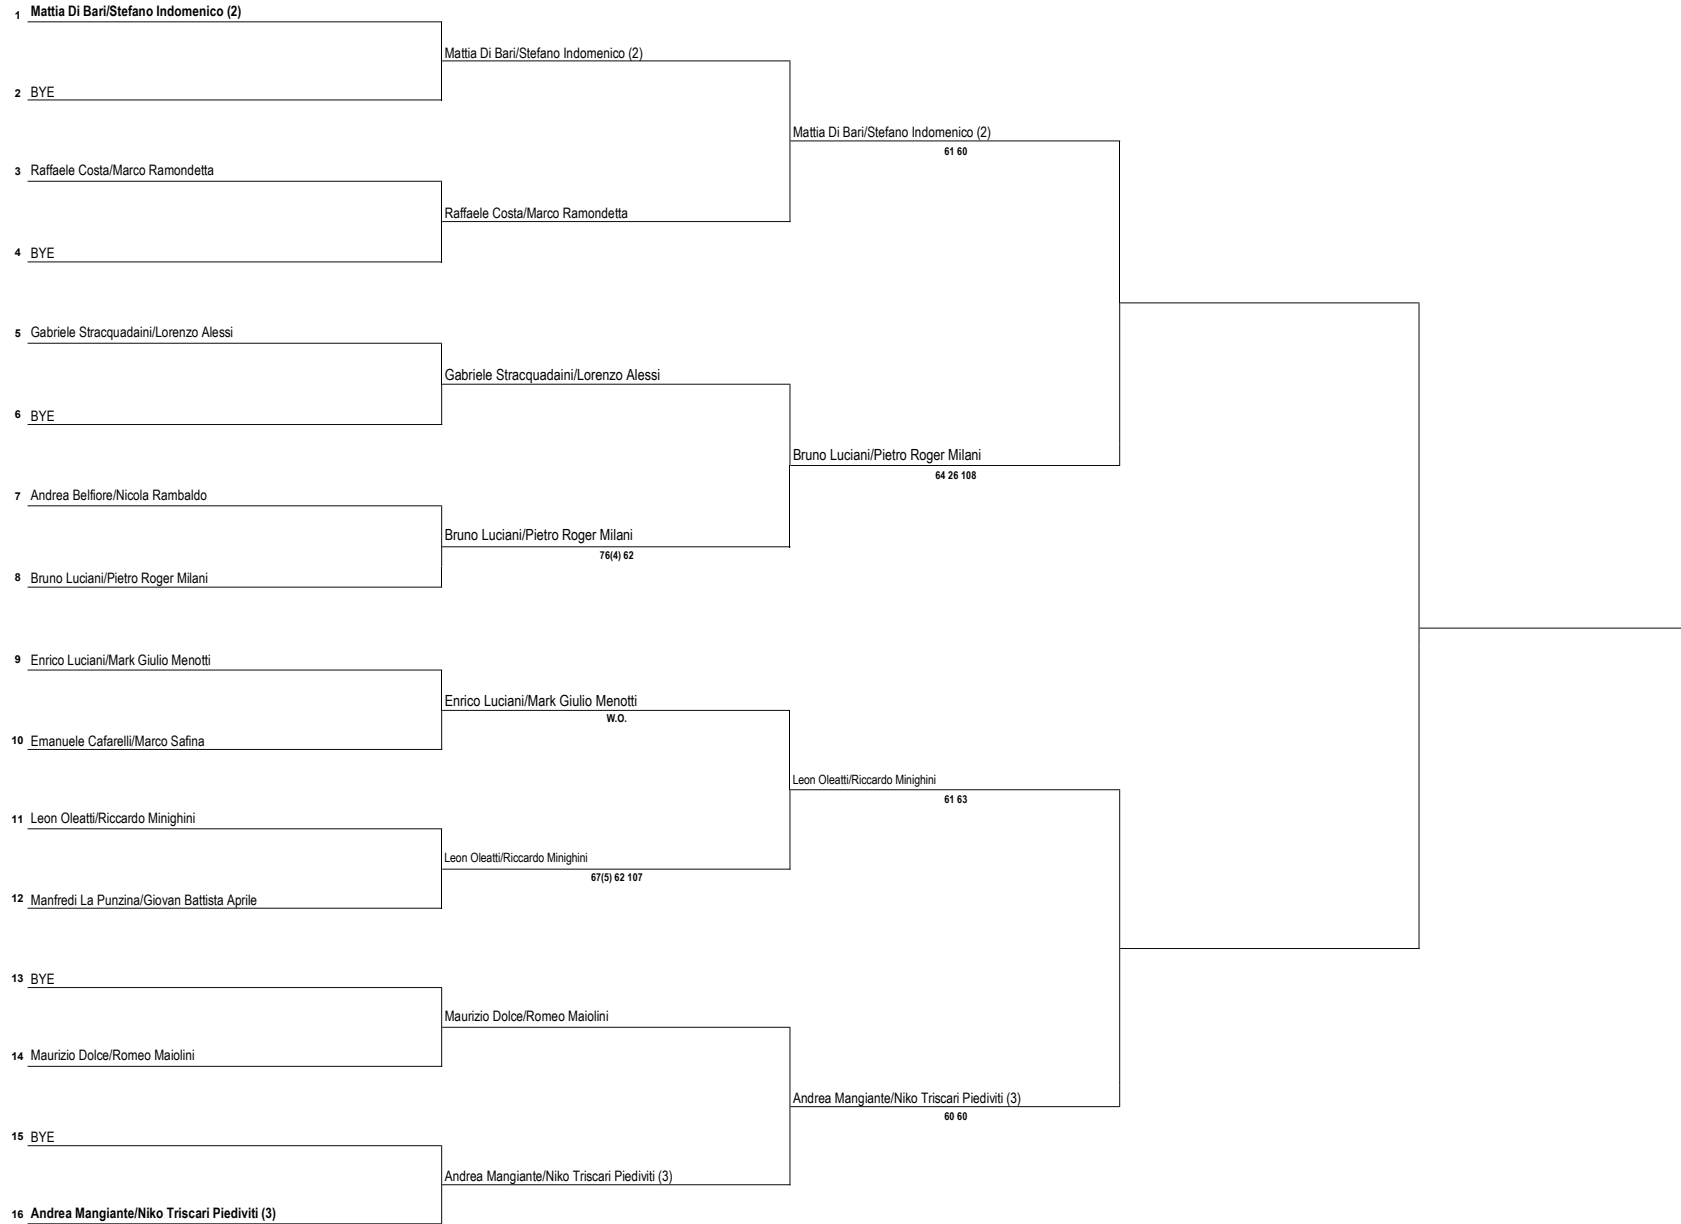 1 Mattia Di Bari/Stefano Indomenico (2)
Mattia Di Bari/Stefano Indomenico (2)
2 BYE
Mattia Di Bari/Stefano Indomenico (2)
61 60
3 Raffaele Costa/Marco Ramondetta
Raffaele Costa/Marco Ramondetta
4 BYE
5 Gabriele Stracquadaini/Lorenzo Alessi
Gabriele Stracquadaini/Lorenzo Alessi
6 BYE
Bruno Luciani/Pietro Roger Milani
64 26 108
7 Andrea Belfiore/Nicola Rambaldo
Bruno Luciani/Pietro Roger Milani
76(4) 62
8 Bruno Luciani/Pietro Roger Milani
9 Enrico Luciani/Mark Giulio Menotti
Enrico Luciani/Mark Giulio Menotti
W.O.
10 Emanuele Cafarelli/Marco Safina
Leon Oleatti/Riccardo Minighini
61 63
11 Leon Oleatti/Riccardo Minighini
Leon Oleatti/Riccardo Minighini
67(5) 62 107
12 Manfredi La Punzina/Giovan Battista Aprile
13 BYE
Maurizio Dolce/Romeo Maiolini
14 Maurizio Dolce/Romeo Maiolini
Andrea Mangiante/Niko Triscari Piediviti (3)
60 60
15 BYE
Andrea Mangiante/Niko Triscari Piediviti (3)
16 Andrea Mangiante/Niko Triscari Piediviti (3)